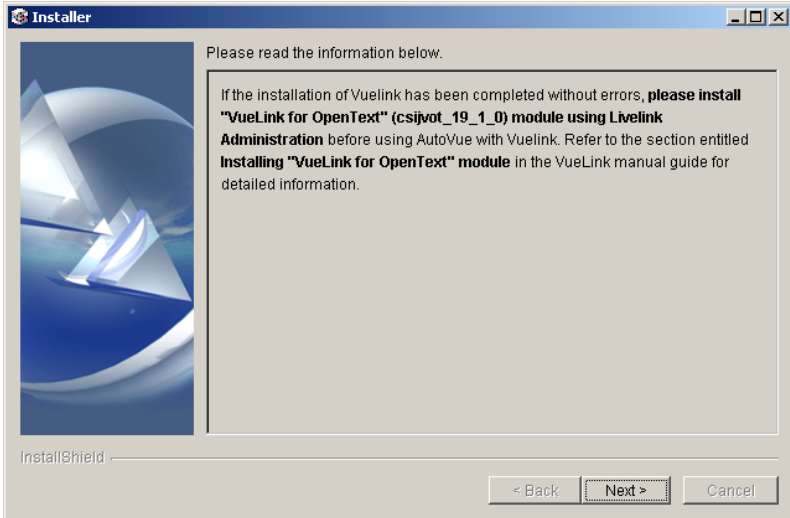 Installer
Please read the information below.
If the installation of Vuelink has been completed without errors, please install
"VueLink for OpenText" (csijvot_19_1_0) module using Livelink
Administration before using AutoVue with Vuelink. Refer to the section entitled
Installing "VueLink for OpenText" module in the VueLink manual guide for
detailed information.
InstallShield
< Back
Next >
Cancel